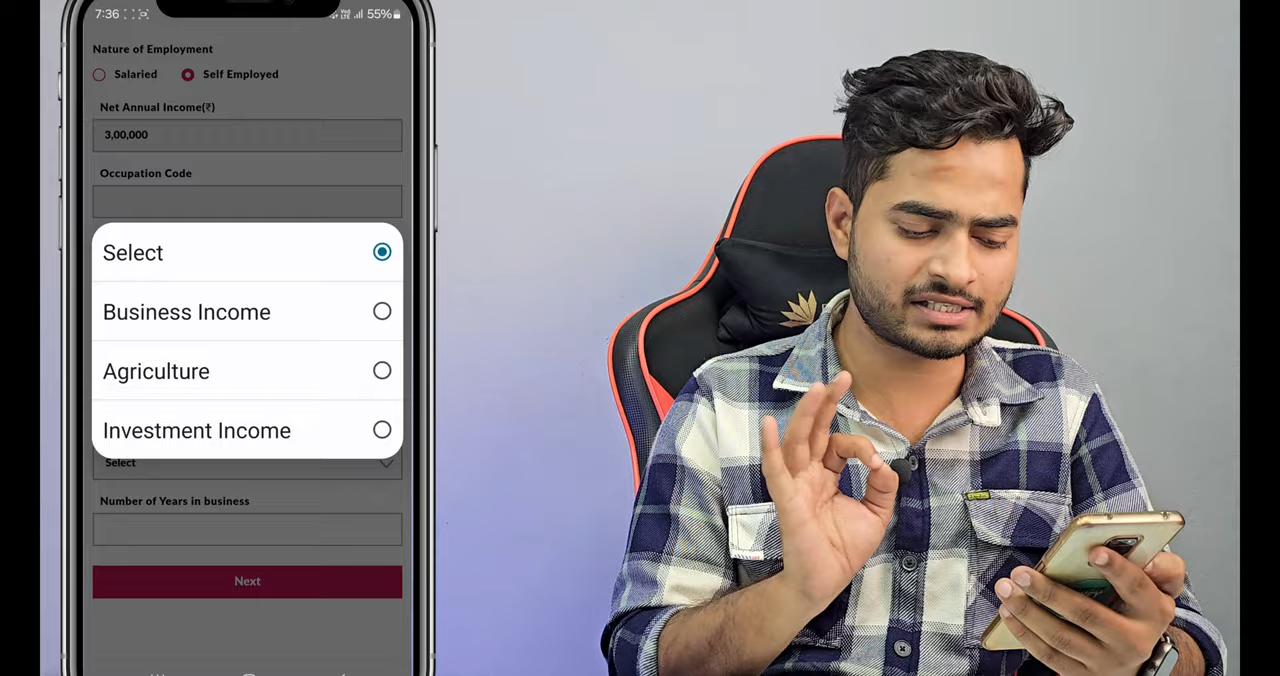 7:36
55%
Nature of Employment
Salaried
Self Employed
Net Annual Income(₹)
3,00,000
Occupation Code
Select
Business Income
Agriculture
Investment Income
Select
Number of Years in business
Next